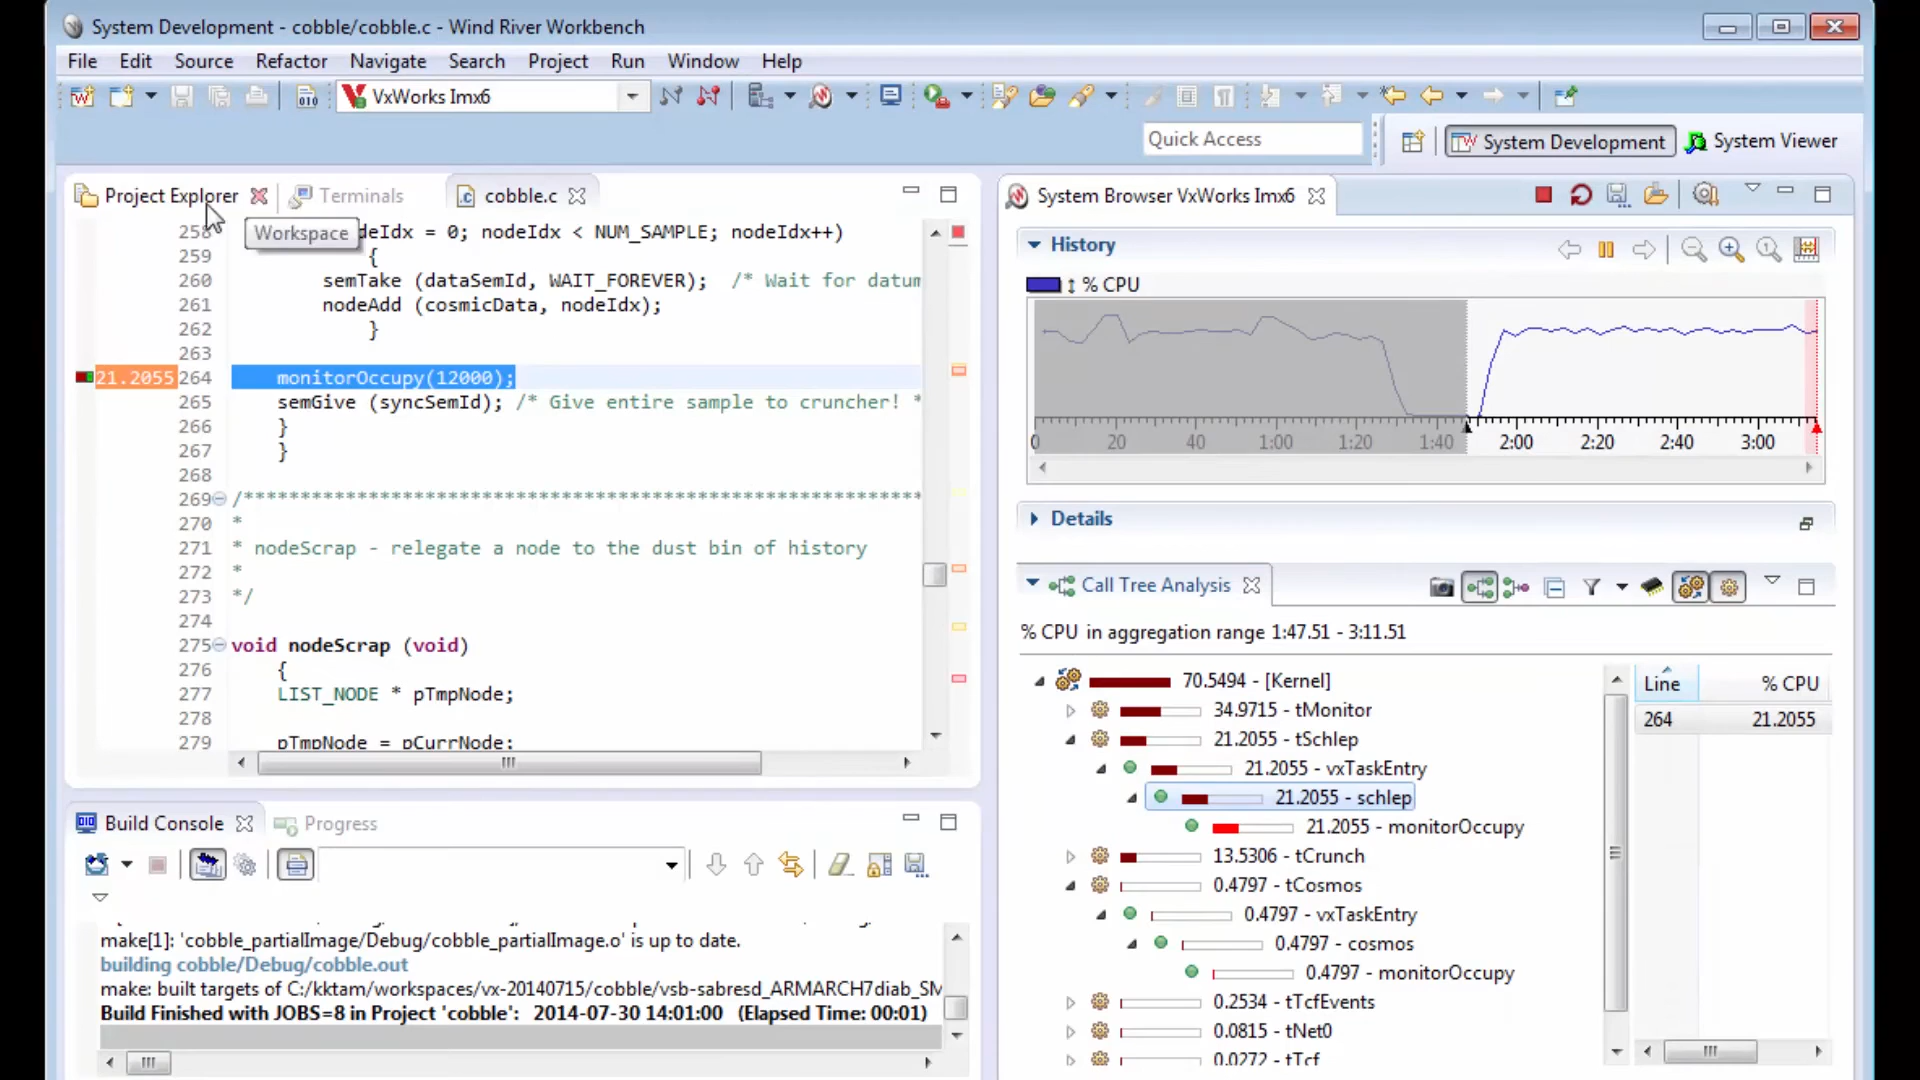 System Development - cobble/cobble.c - Wind River Workbench
File Edit Source Refactor Navigate Search Project Run Window Help
VxWorks Imx6
Quick Access
System Development
System Viewer
Project Explorer
Terminals
cobble.c
Workspace
258 deIdx = 0; nodeIdx < NUM_SAMPLE; nodeIdx++)
259 {
260 semTake (dataSemId, WAIT_FOREVER); /* Wait for datum
261 nodeAdd (cosmicData, nodeIdx);
262 }
263
21.2055 264 monitorOccupy(12000);
265 semGive (syncSemId); /* Give entire sample to cruncher! *
266 }
267 }
268
269 /************************************************************
270 *
271 * nodeScrap - relegate a node to the dust bin of history
272 *
273 */
274
275 void nodeScrap (void)
276 {
277 LIST_NODE * pTmpNode;
278
279 pTmpNode = pCurrNode;
Build Console
Progress
make[1]: 'cobble_partialImage/Debug/cobble_partialImage.o' is up to date.
building cobble/Debug/cobble.out
make: built targets of C:/kktam/workspaces/vx-20140715/cobble/vsb-sabresd_ARMARCH7diab_SM
Build Finished with JOBS=8 in Project 'cobble': 2014-07-30 14:01:00 (Elapsed Time: 00:01)
System Browser VxWorks Imx6
History
% CPU
0 20 40 1:00 1:20 1:40 2:00 2:20 2:40 3:00
Details
Call Tree Analysis
% CPU in aggregation range 1:47.51 - 3:11.51
70.5494 - [Kernel]
34.9715 - tMonitor
21.2055 - tSchlep
21.2055 - vxTaskEntry
21.2055 - schlep
21.2055 - monitorOccupy
13.5306 - tCrunch
0.4797 - tCosmos
0.4797 - vxTaskEntry
0.4797 - cosmos
0.4797 - monitorOccupy
0.2534 - tTcfEvents
0.0815 - tNet0
0.0272 - tTcf
Line % CPU
264 21.2055